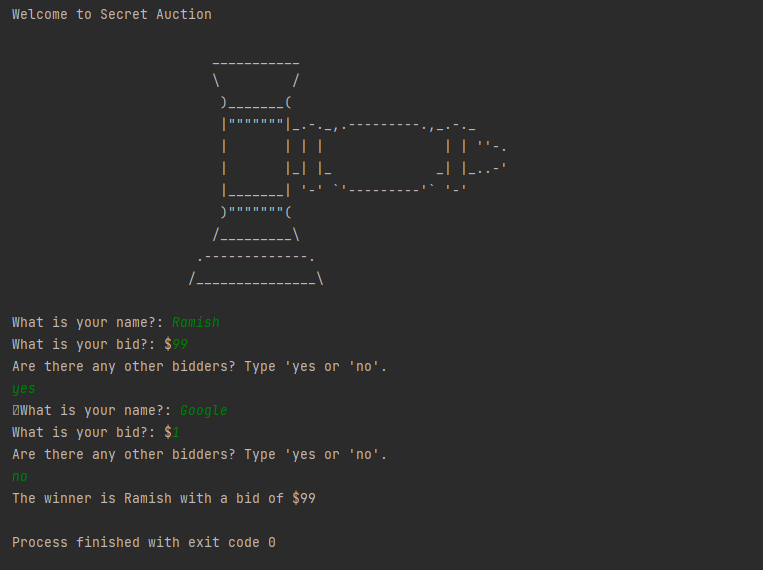 Welcome to Secret Auction
                         ___________
                         \         /
                          )_______(
                          |"""""""|_.-._,.---------.,_.-._
                          |       | | |               | | ''-.
                          |       |_| |_             _| |_..-'
                          |_______| '-' `'---------'` '-'
                          )"""""""(
                         /_________\
                       .-------------.
                      /_______________\
What is your name?: Ramish
What is your bid?: $99
Are there any other bidders? Type 'yes or 'no'.
yes
What is your name?: Google
What is your bid?: $1
Are there any other bidders? Type 'yes or 'no'.
no
The winner is Ramish with a bid of $99
Process finished with exit code 0